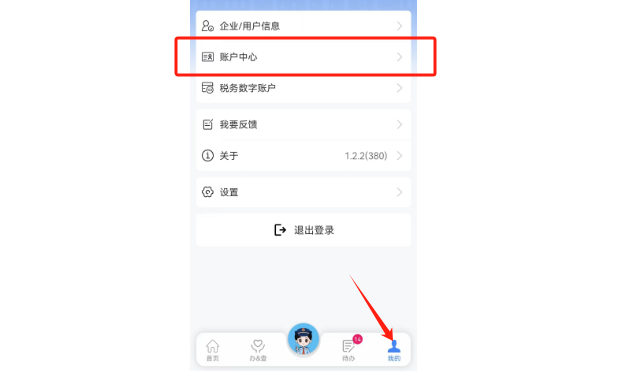 企业/用户信息
账户中心
税务数字账户
我要反馈
关于 1.2.2(380)
设置
退出登录
14
首页 办&查 待办 我的